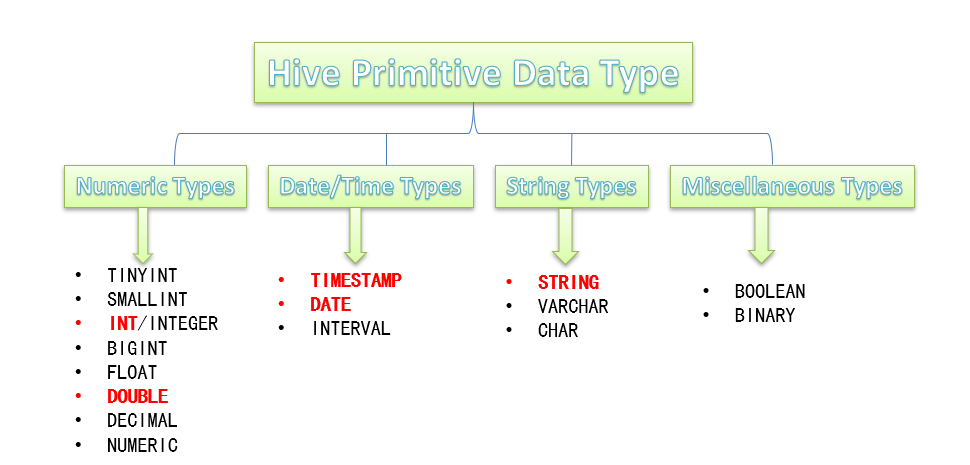 Hive Primitive Data Type
Numeric Types
Date/Time Types
String Types
Miscellaneous Types
• TINYINT
• SMALLINT
• INT/INTEGER
• BIGINT
• FLOAT
• DOUBLE
• DECIMAL
• NUMERIC
• TIMESTAMP
• DATE
• INTERVAL
• STRING
• VARCHAR
• CHAR
• BOOLEAN
• BINARY